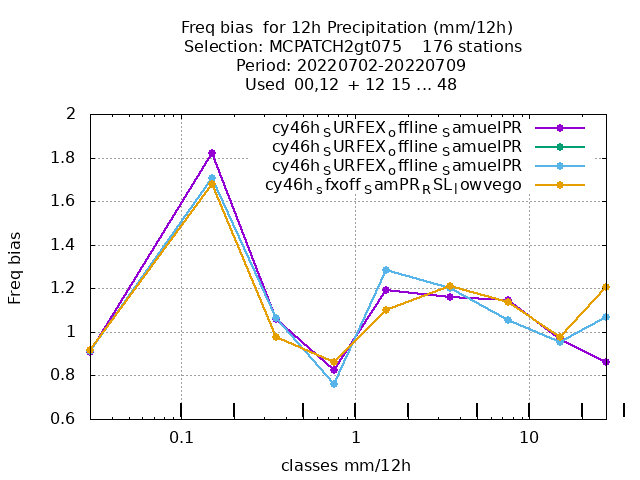 Freq bias  for 12h Precipitation (mm/12h)
Selection: MCPATCH2gt075    176 stations
Period: 20220702-20220709
Used  00,12  + 12 15 ... 48
cy46h_SURFEX_offline_SamuelPR
cy46h_SURFEX_offline_SamuelPR
cy46h_SURFEX_offline_SamuelPR
cy46h_sfxoff_SamPR_RSL_lowvego
2
1.8
1.6
1.4
1.2
1
0.8
0.6
Freq bias
0.1 1 10
classes mm/12h